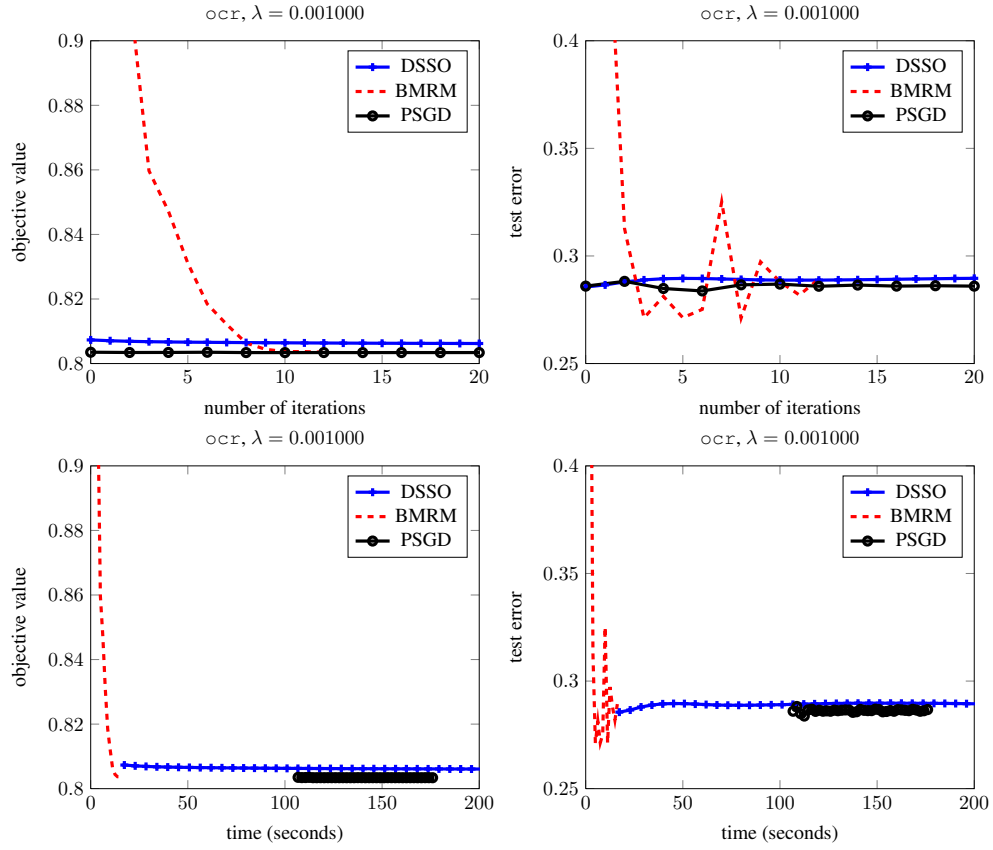 ocr, λ = 0.001000
0.9
0.88
0.86
0.84
0.82
0.8
objective value
DSSO
BMRM
PSGD
0 5 10 15 20
number of iterations
ocr, λ = 0.001000
0.4
0.35
0.3
0.25
test error
DSSO
BMRM
PSGD
0 5 10 15 20
number of iterations
ocr, λ = 0.001000
0.9
0.88
0.86
0.84
0.82
0.8
objective value
DSSO
BMRM
PSGD
0 50 100 150 200
time (seconds)
ocr, λ = 0.001000
0.4
0.35
0.3
0.25
test error
DSSO
BMRM
PSGD
0 50 100 150 200
time (seconds)